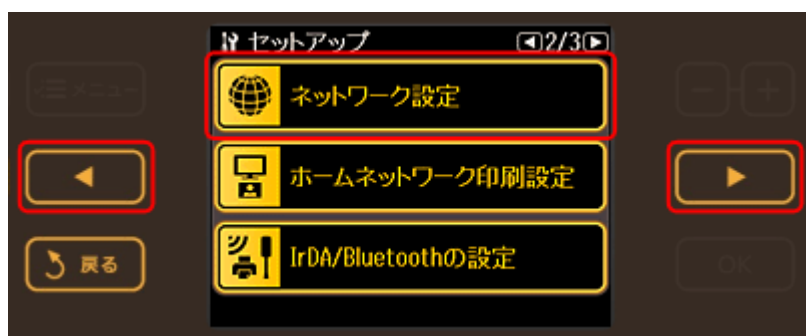 セットアップ ◀2/3▶
メニュー
ネットワーク設定
− +
ホームネットワーク印刷設定
戻る
IrDA/Bluetoothの設定
OK